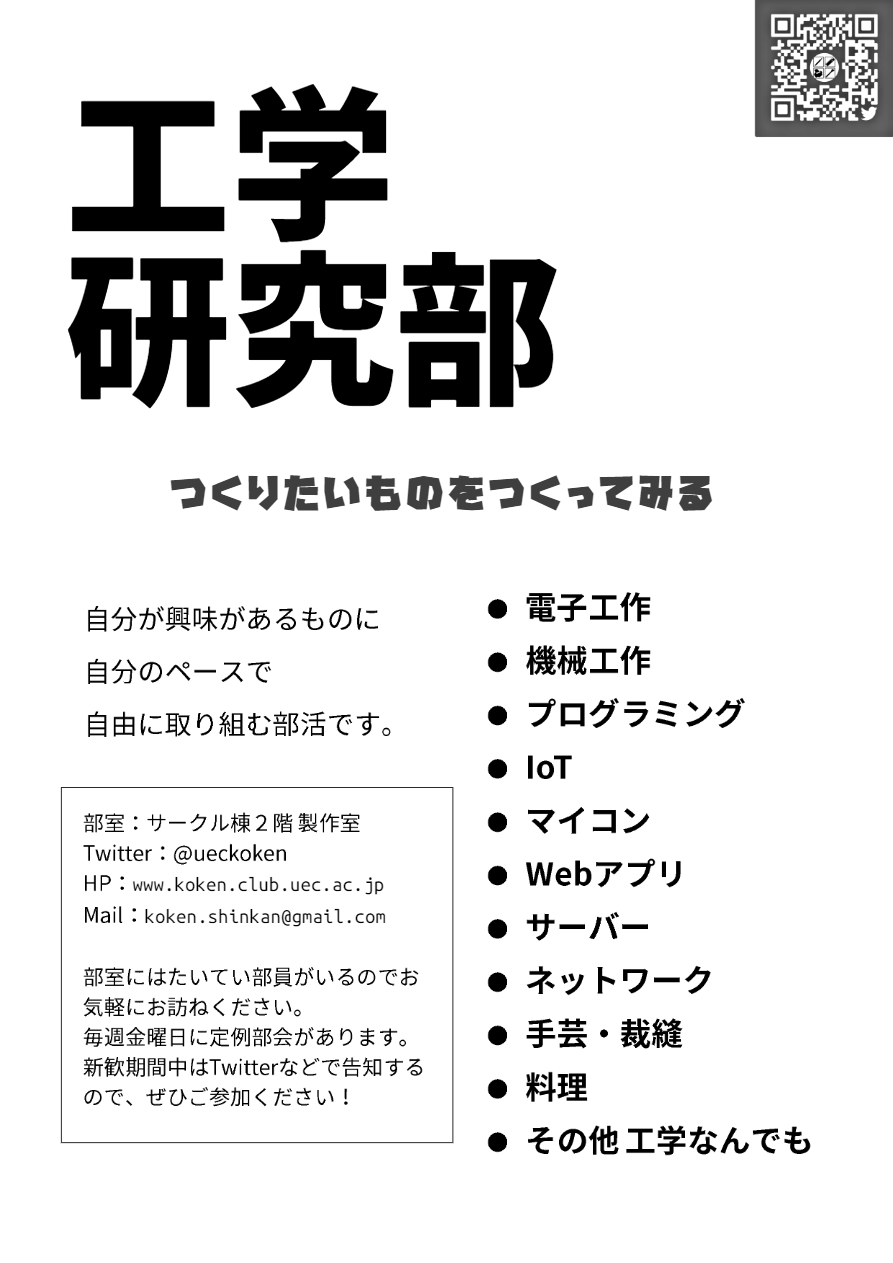 工学
研究部
つくりたいものをつくってみる
自分が興味があるものに
自分のペースで
自由に取り組む部活です。
部室：サークル棟２階 製作室
Twitter：@ueckoken
HP：www.koken.club.uec.ac.jp
Mail：koken.shinkan@gmail.com
部室にはたいてい部員がいるのでお
気軽にお訪ねください。
毎週金曜日に定例部会があります。
新歓期間中はTwitterなどで告知する
ので、ぜひご参加ください！
● 電子工作
● 機械工作
● プログラミング
● IoT
● マイコン
● Webアプリ
● サーバー
● ネットワーク
● 手芸・裁縫
● 料理
● その他 工学なんでも